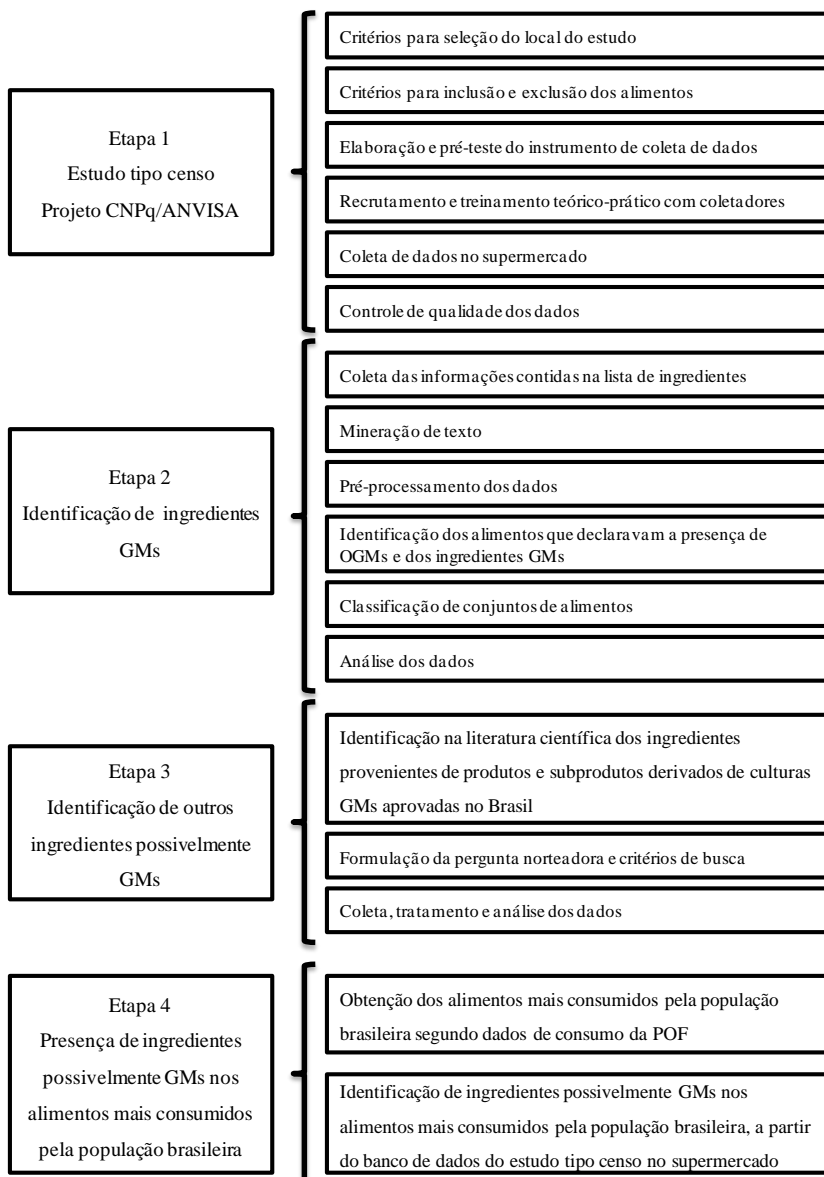 Etapa 1
Estudo tipo censo
Projeto CNPq/ANVISA
Critérios para seleção do local do estudo
Critérios para inclusão e exclusão dos alimentos
Elaboração e pré-teste do instrumento de coleta de dados
Recrutamento e treinamento teórico-prático com coletadores
Coleta de dados no supermercado
Controle de qualidade dos dados
Etapa 2
Identificação de ingredientes
GMs
Coleta das informações contidas na lista de ingredientes
Mineração de texto
Pré-processamento dos dados
Identificação dos alimentos que declaravam a presença de
OGMs e dos ingredientes GMs
Classificação de conjuntos de alimentos
Análise dos dados
Etapa 3
Identificação de outros
ingredientes possivelmente
GMs
Identificação na literatura científica dos ingredientes
provenientes de produtos e subprodutos derivados de culturas
GMs aprovadas no Brasil
Formulação da pergunta norteadora e critérios de busca
Coleta, tratamento e análise dos dados
Etapa 4
Presença de ingredientes
possivelmente GMs nos
alimentos mais consumidos
pela população brasileira
Obtenção dos alimentos mais consumidos pela população
brasileira segundo dados de consumo da POF
Identificação de ingredientes possivelmente GMs nos
alimentos mais consumidos pela população brasileira, a partir
do banco de dados do estudo tipo censo no supermercado